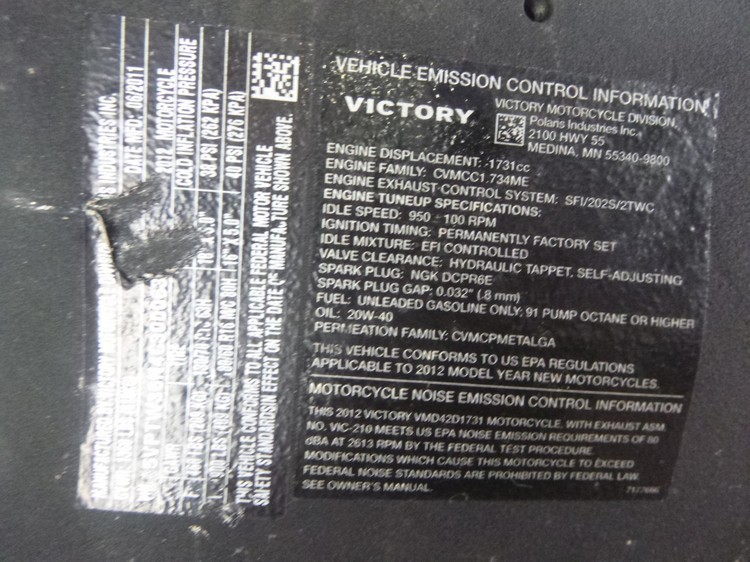 VEHICLE EMISSION CONTROL INFORMATION
VICTORY
VICTORY MOTORCYCLE DIVISION,
Polaris Industries Inc.
2100 HWY 55
MEDINA, MN 55340-9800
ENGINE DISPLACEMENT: 1731cc
ENGINE FAMILY: CVMCC1.734ME
ENGINE EXHAUST CONTROL SYSTEM: SFI/202S/2TWC
ENGINE TUNEUP SPECIFICATIONS:
IDLE SPEED: 950 - 100 RPM
IGNITION TIMING: PERMANENTLY FACTORY SET
IDLE MIXTURE: EFI CONTROLLED
VALVE CLEARANCE: HYDRAULIC TAPPET, SELF-ADJUSTING
SPARK PLUG: NGK DCPR6E
SPARK PLUG GAP: 0.032" (.8 mm)
FUEL: UNLEADED GASOLINE ONLY: 91 PUMP OCTANE OR HIGHER
OIL: 20W-40
PERMEATION FAMILY: CVMCPMETALGA
THIS VEHICLE CONFORMS TO US EPA REGULATIONS
APPLICABLE TO 2012 MODEL YEAR NEW MOTORCYCLES.
MOTORCYCLE NOISE EMISSION CONTROL INFORMATION
THIS 2012 VICTORY VMD42D1731 MOTORCYCLE, WITH EXHAUST ASM
NO. VIC-210 MEETS US EPA NOISE EMISSION REQUIREMENTS OF 80
dBA AT 2613 RPM BY THE FEDERAL TEST PROCEDURE.
MODIFICATIONS WHICH CAUSE THIS MOTORCYCLE TO EXCEED
FEDERAL NOISE STANDARDS ARE PROHIBITED BY FEDERAL LAW.
SEE OWNER'S MANUAL.
INDUSTRIES INC.
DATE MFD: 06/2011
2012 MOTORCYCLE
COLD INFLATION PRESSURE
38 PSI (262 KPA)
40 PSI (276 KPA)
THIS VEHICLE CONFORMS TO ALL APPLICABLE FEDERAL MOTOR VEHICLE
SAFETY STANDARDS IN EFFECT ON THE DATE OF MANUFACTURE SHOWN ABOVE.